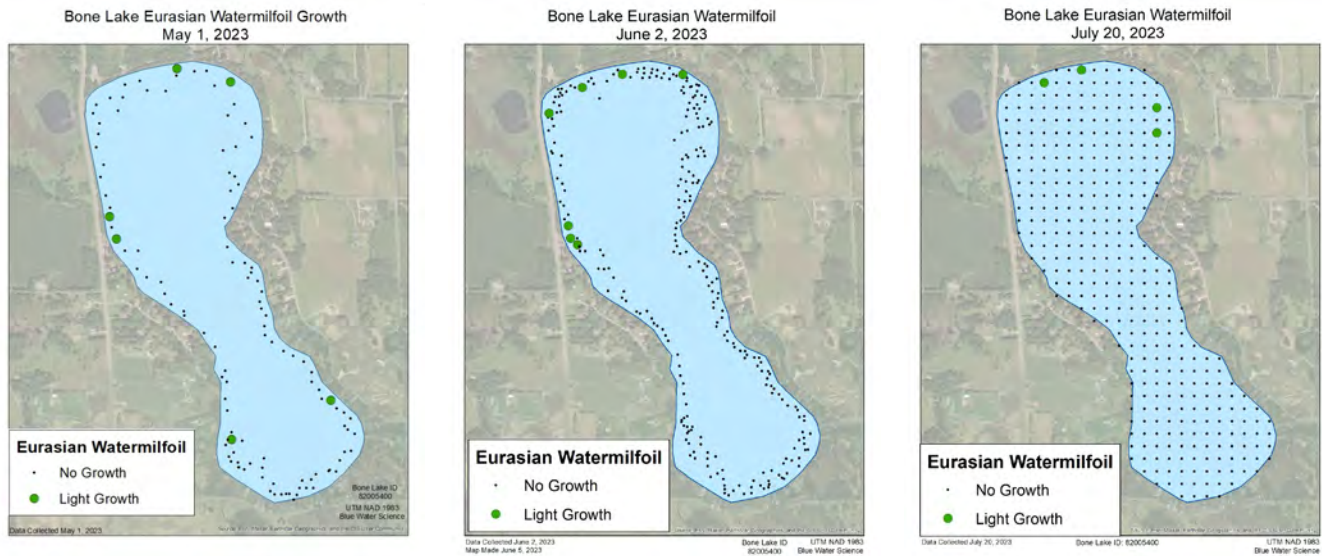 Bone Lake Eurasian Watermilfoil Growth
May 1, 2023
Eurasian Watermilfoil
No Growth
Light Growth
Bone Lake ID
82005400
UTM NAD 1983
Blue Water Science
Data Collected May 1, 2023
Bone Lake Eurasian Watermilfoil
June 2, 2023
Eurasian Watermilfoil
No Growth
Light Growth
Data Collected June 2, 2023
Map Made June 5, 2023
Bone Lake ID
82005400
UTM NAD 1983
Blue Water Science
Bone Lake Eurasian Watermilfoil
July 20, 2023
Eurasian Watermilfoil
No Growth
Light Growth
Data Collected July 20, 2023
Bone Lake ID: 82005400
UTM NAD 1983
Blue Water Science